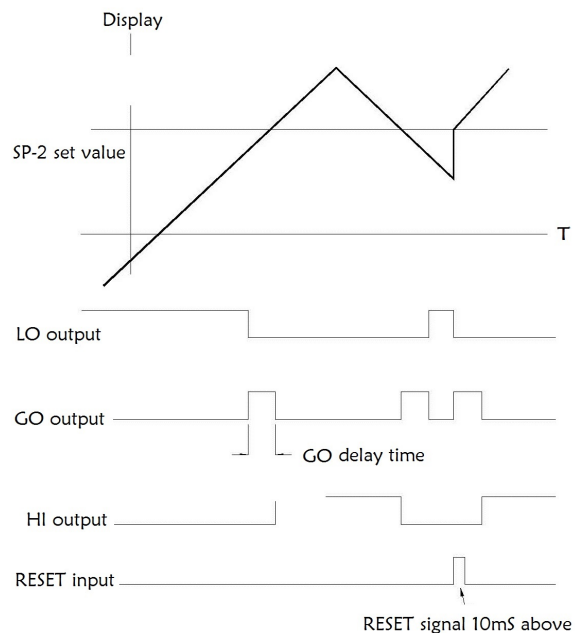 Display
SP-2 set value
T
LO output
GO output
GO delay time
HI output
RESET input
RESET signal 10mS above